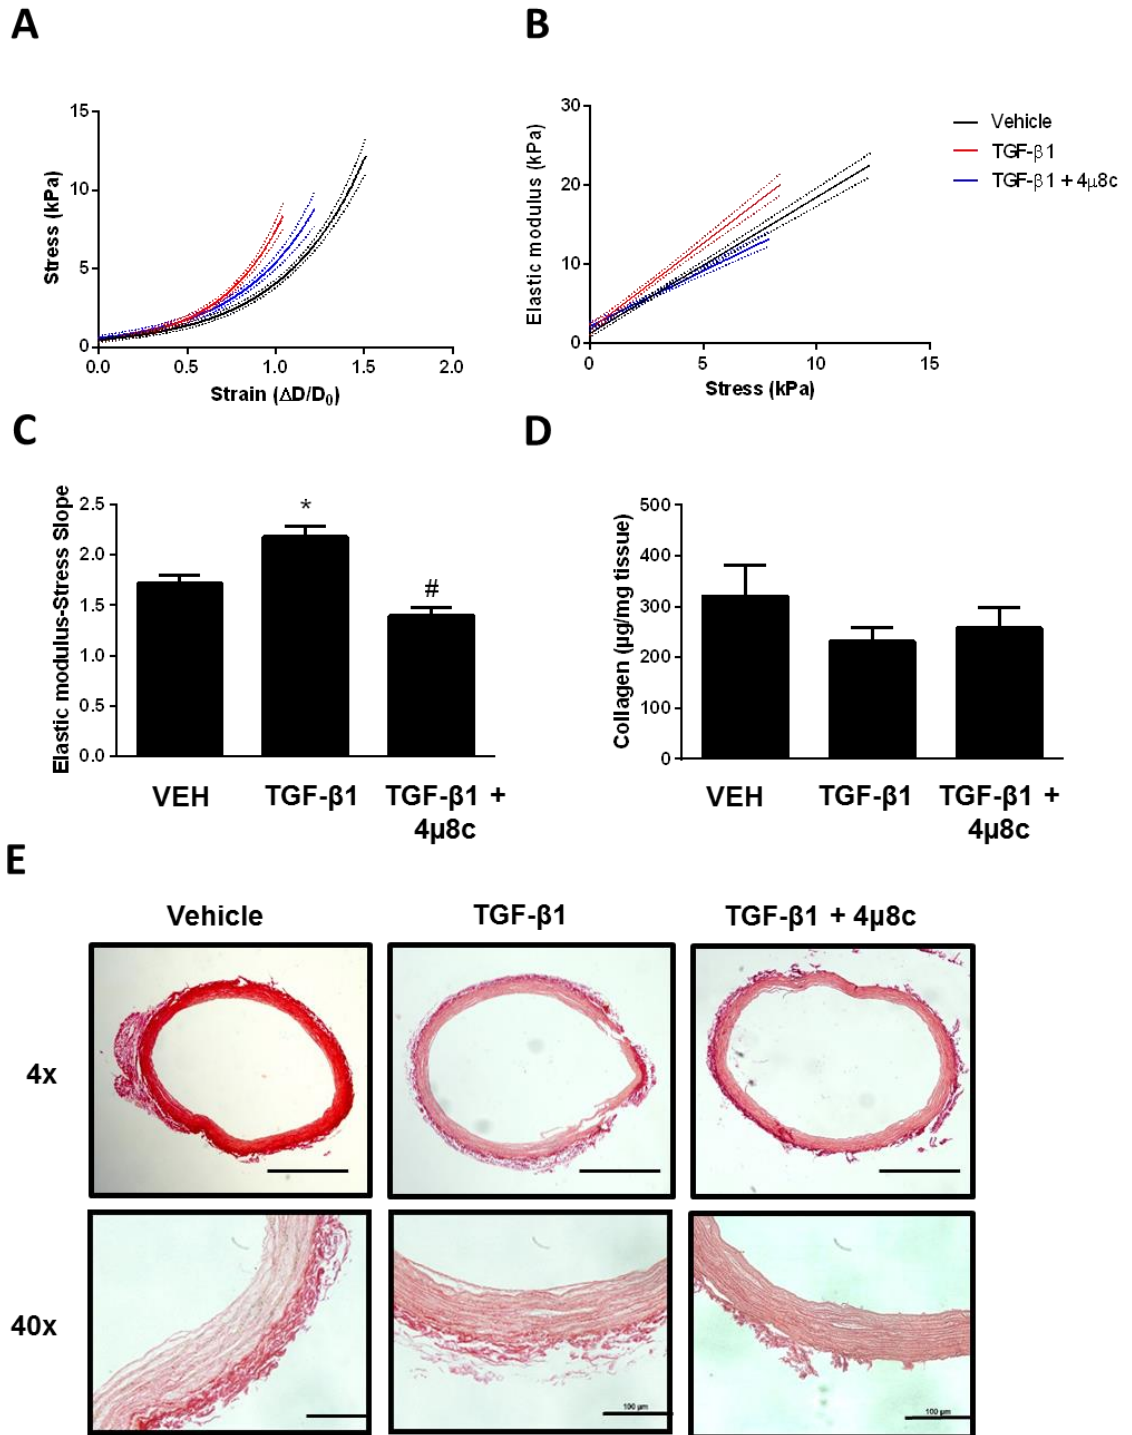 A
B
15
10
5
0
Stress (kPa)
0.0 0.5 1.0 1.5 2.0
Strain (ΔD/D₀)
30
20
10
0
Elastic modulus (kPa)
0 5 10 15
Stress (kPa)
Vehicle
TGF-β1
TGF-β1 + 4μ8c
C
D
2.5
2.0
1.5
1.0
0.5
0.0
Elastic modulus-Stress Slope
*
#
VEH TGF-β1 TGF-β1 +
4μ8c
500
400
300
200
100
0
Collagen (μg/mg tissue)
VEH TGF-β1 TGF-β1 +
4μ8c
E
Vehicle TGF-β1 TGF-β1 + 4μ8c
4x
40x
100 μm
100 μm